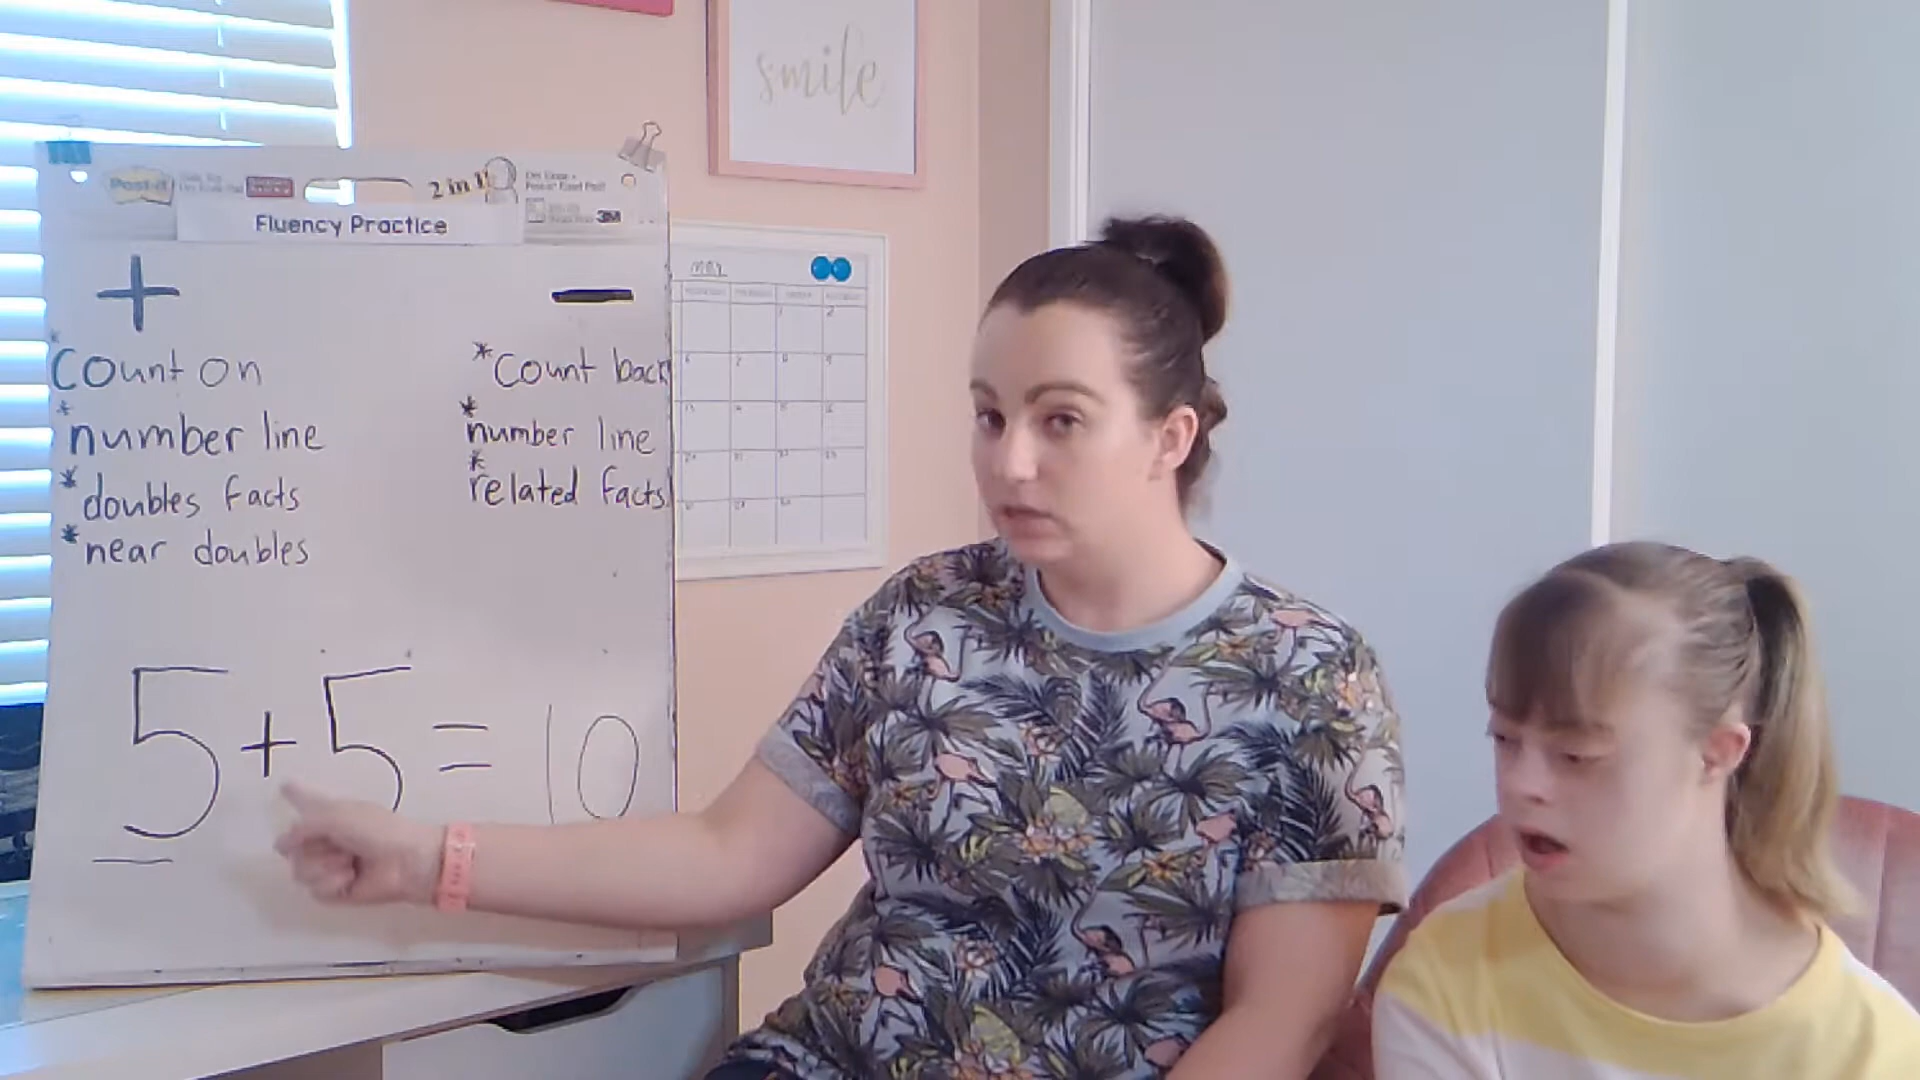 smile
Post-it
2 in 1
3M
Fluency Practice
+
* Count on
* number line
* doubles facts
* near doubles
—
* Count back
* number line
* related facts
5+5=10